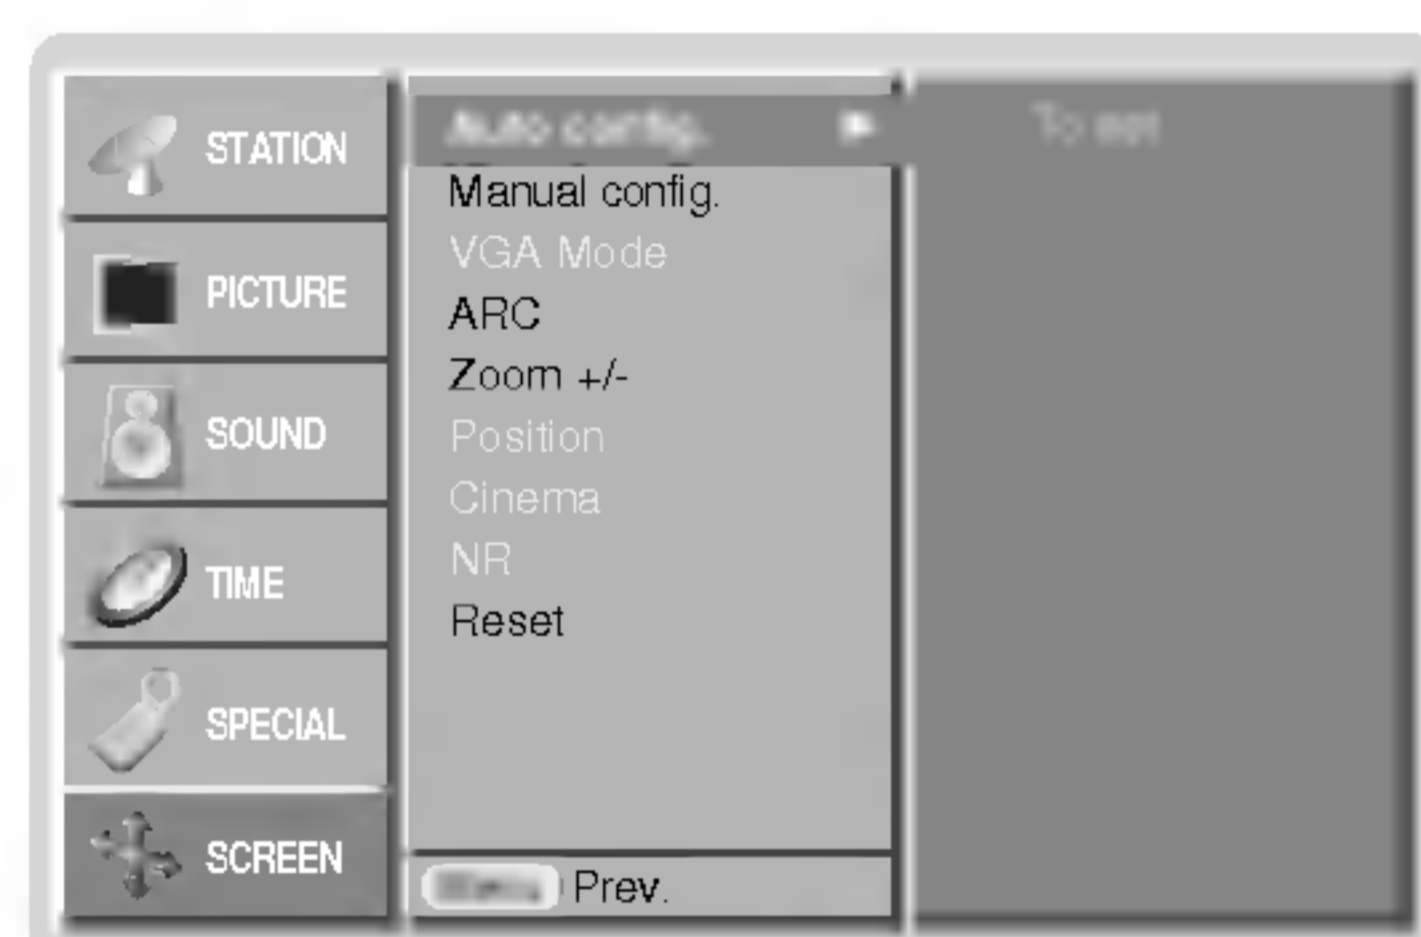 STATION
PICTURE
SOUND
TIME
SPECIAL
SCREEN
Auto config.
Manual config.
VGA Mode
ARC
Zoom +/-
Position
Cinema
NR
Reset
Prev.
To set